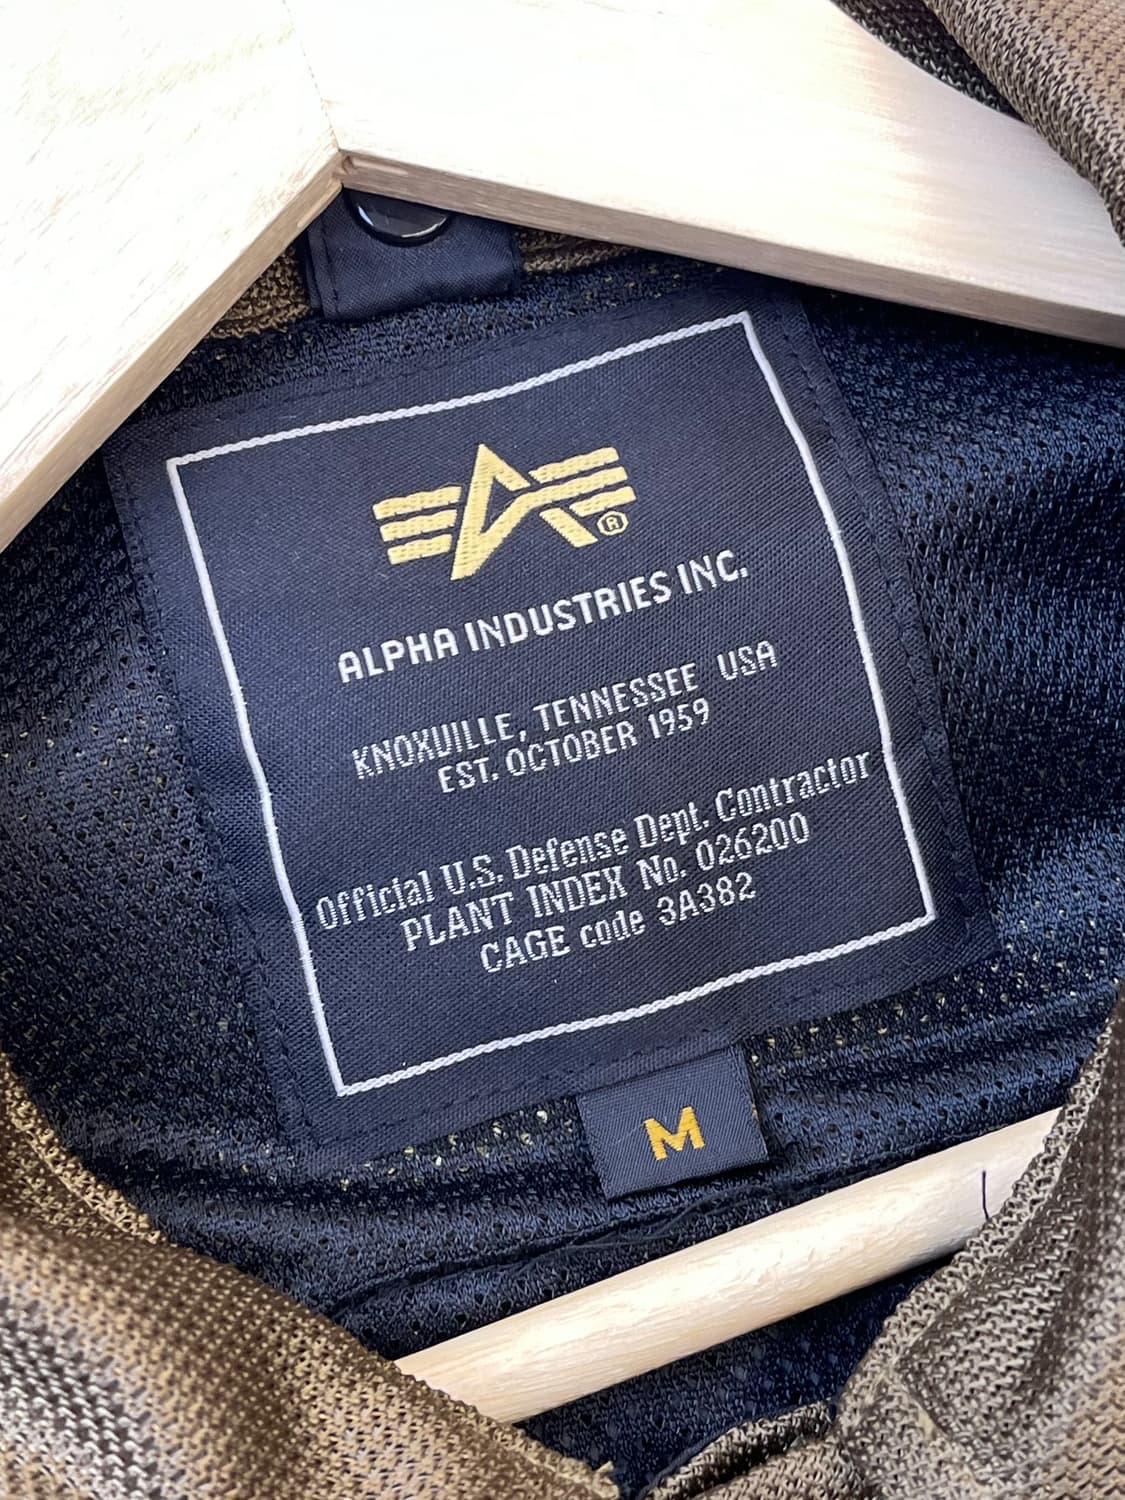 ®
ALPHA INDUSTRIES INC.
KNOXVILLE, TENNESSEE USA
EST. OCTOBER 1959
Official U.S. Defense Dept. Contractor
PLANT INDEX No. 026200
CAGE code 3A382
M